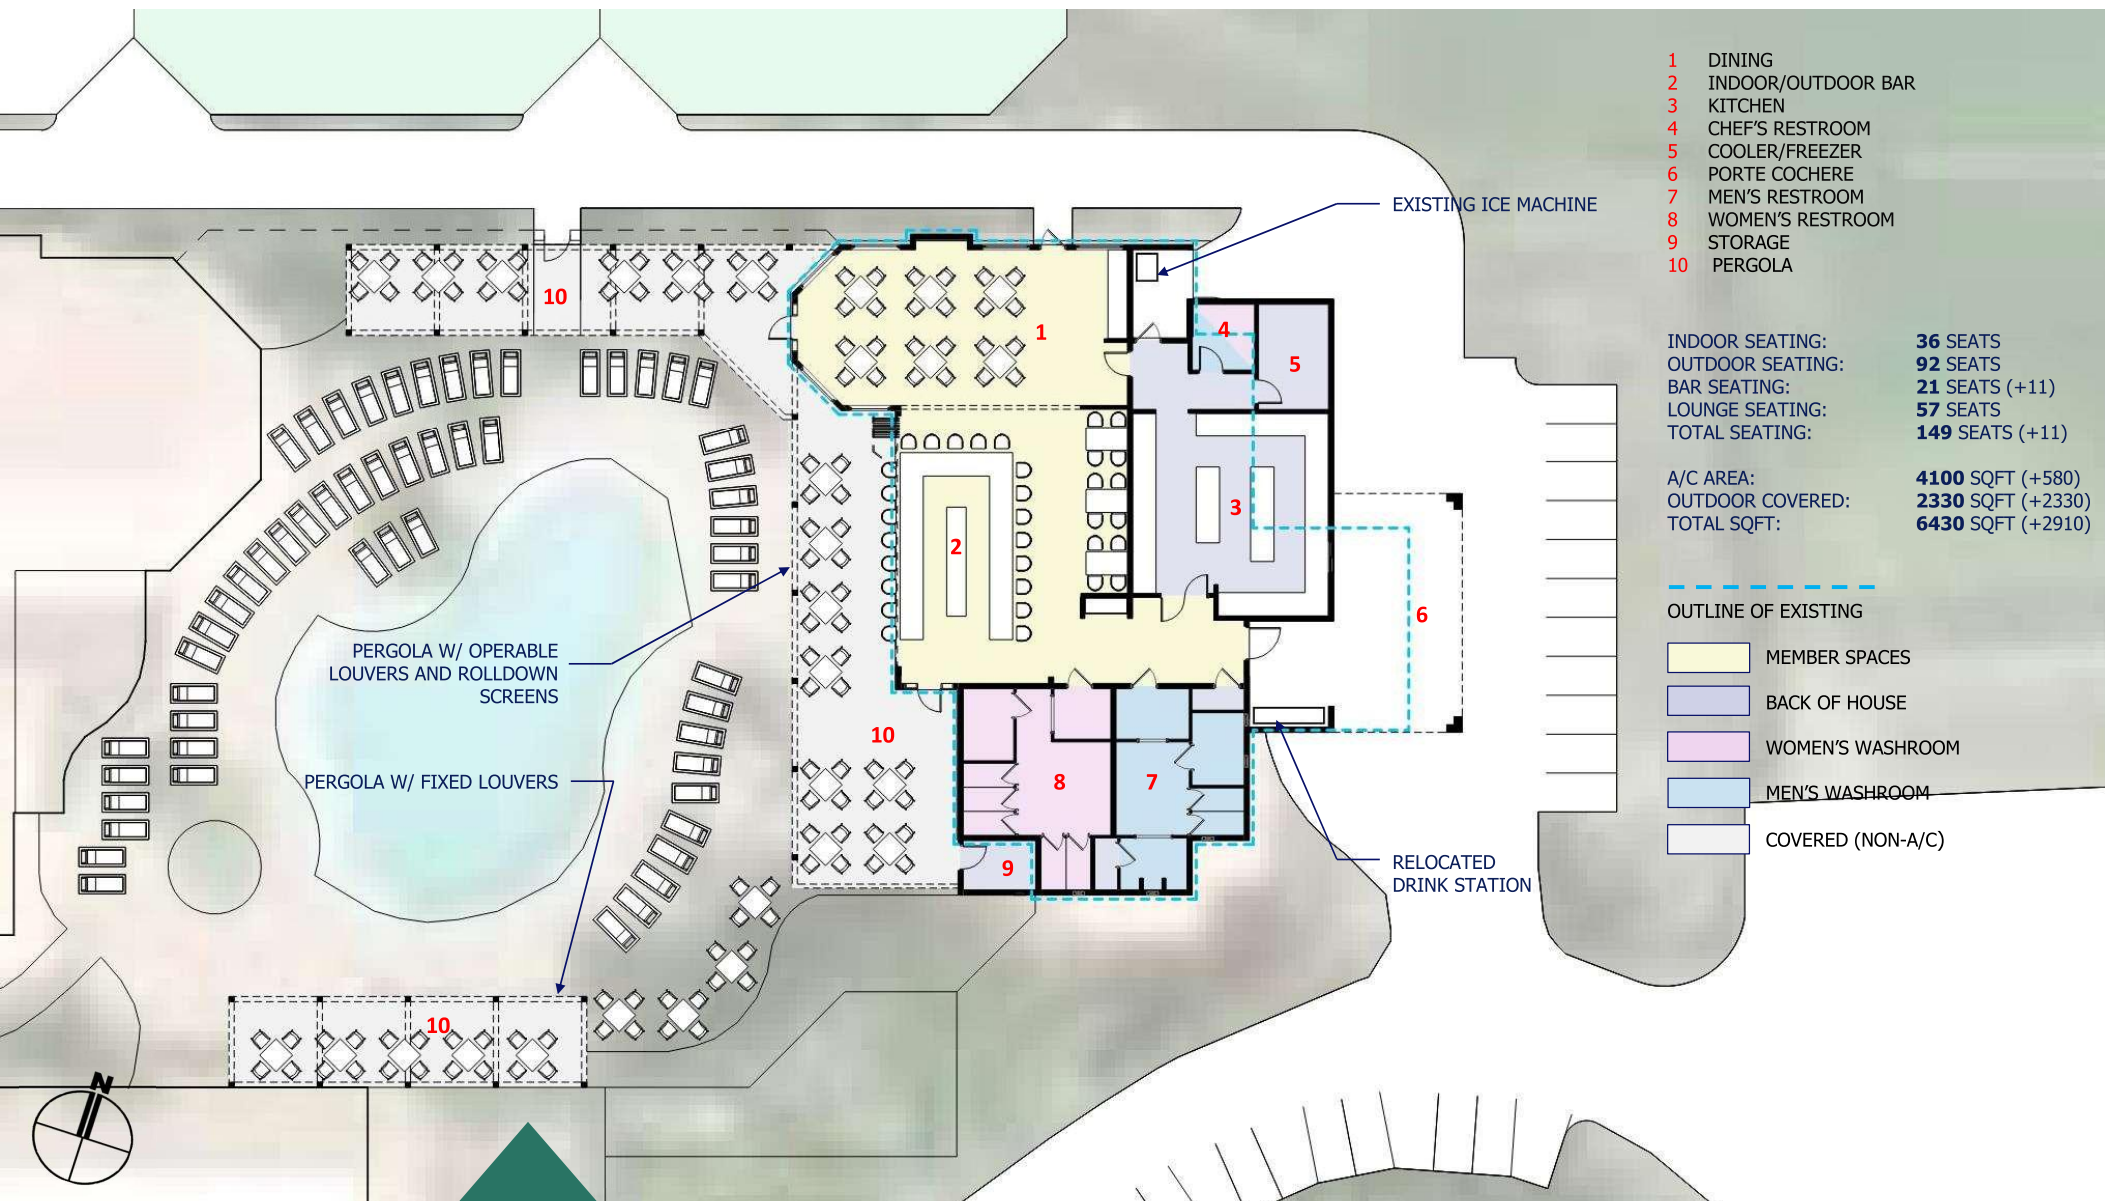 1 DINING
2 INDOOR/OUTDOOR BAR
3 KITCHEN
4 CHEF'S RESTROOM
5 COOLER/FREEZER
6 PORTE COCHERE
7 MEN'S RESTROOM
8 WOMEN'S RESTROOM
9 STORAGE
10 PERGOLA
INDOOR SEATING: 36 SEATS
OUTDOOR SEATING: 92 SEATS
BAR SEATING: 21 SEATS (+11)
LOUNGE SEATING: 57 SEATS
TOTAL SEATING: 149 SEATS (+11)
A/C AREA: 4100 SQFT (+580)
OUTDOOR COVERED: 2330 SQFT (+2330)
TOTAL SQFT: 6430 SQFT (+2910)
OUTLINE OF EXISTING
MEMBER SPACES
BACK OF HOUSE
WOMEN'S WASHROOM
MEN'S WASHROOM
COVERED (NON-A/C)
EXISTING ICE MACHINE
10
1
4
5
3
2
6
PERGOLA W/ OPERABLE
LOUVERS AND ROLLDOWN
SCREENS
10
PERGOLA W/ FIXED LOUVERS
8
7
9
RELOCATED
DRINK STATION
10
N